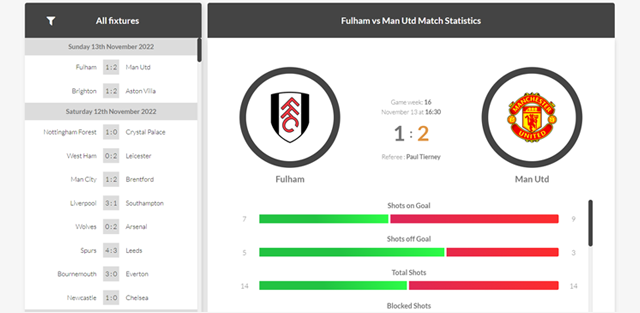 All fixtures
Sunday 13th November 2022
Fulham 1:2 Man Utd
Brighton 1:2 Aston Villa
Saturday 12th November 2022
Nottingham Forest 1:0 Crystal Palace
West Ham 0:2 Leicester
Man City 1:2 Brentford
Liverpool 3:1 Southampton
Wolves 0:2 Arsenal
Spurs 4:3 Leeds
Bournemouth 3:0 Everton
Newcastle 1:0 Chelsea
Fulham vs Man Utd Match Statistics
FFC
MANCHESTER
UNITED
Game week: 16
November 13 at 16:30
1 : 2
Referee: Paul Tierney
Fulham
Man Utd
Shots on Goal
7 9
Shots off Goal
5 3
Total Shots
14 14
Blocked Shots